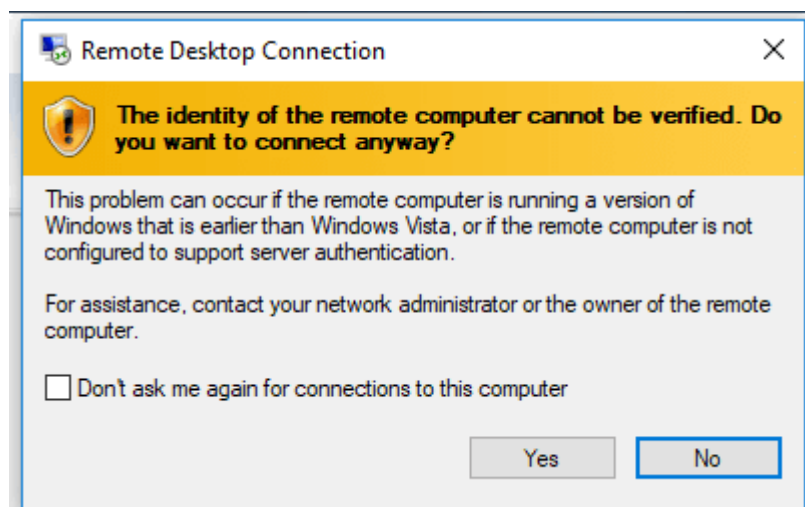 Remote Desktop Connection
The identity of the remote computer cannot be verified. Do
you want to connect anyway?
This problem can occur if the remote computer is running a version of
Windows that is earlier than Windows Vista, or if the remote computer is not
configured to support server authentication.
For assistance, contact your network administrator or the owner of the remote
computer.
Don't ask me again for connections to this computer
Yes
No